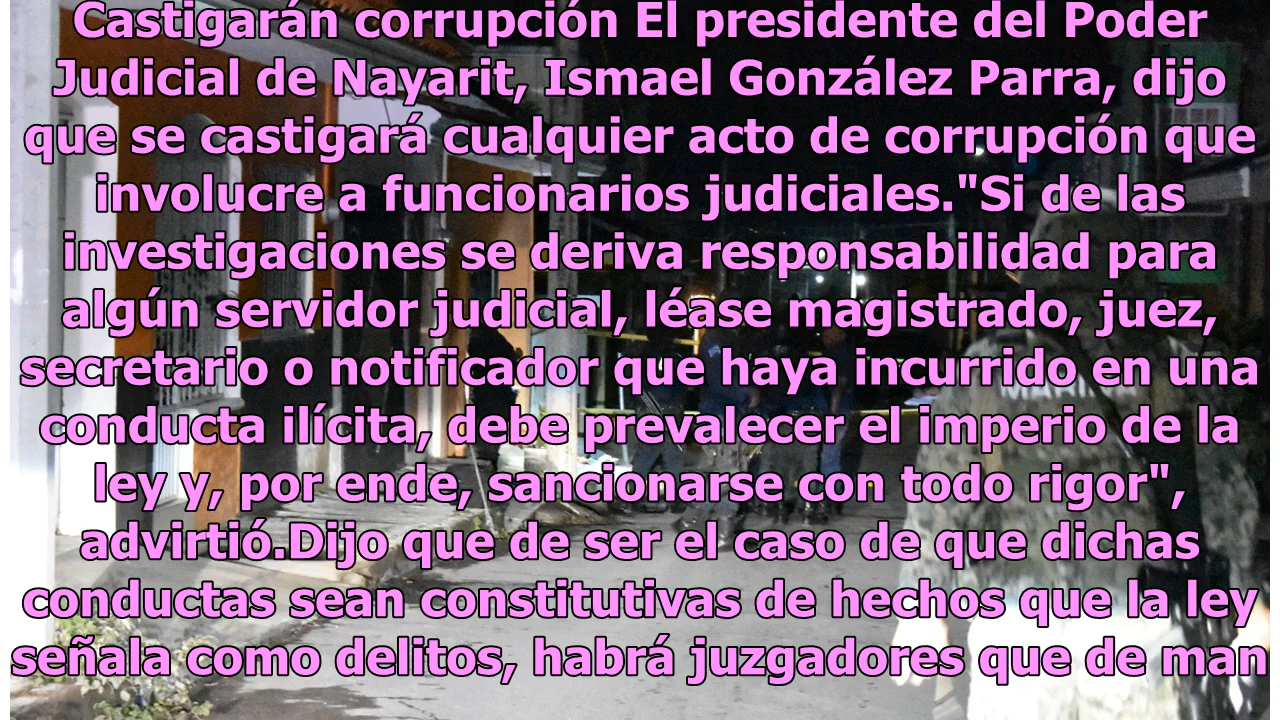 Castigarán corrupción El presidente del Poder
Judicial de Nayarit, Ismael González Parra, dijo
que se castigará cualquier acto de corrupción que
involucre a funcionarios judiciales."Si de las
investigaciones se deriva responsabilidad para
algún servidor judicial, léase magistrado, juez,
secretario o notificador que haya incurrido en una
conducta ilícita, debe prevalecer el imperio de la
ley y, por ende, sancionarse con todo rigor",
advirtió.Dijo que de ser el caso de que dichas
conductas sean constitutivas de hechos que la ley
señala como delitos, habrá juzgadores que de man